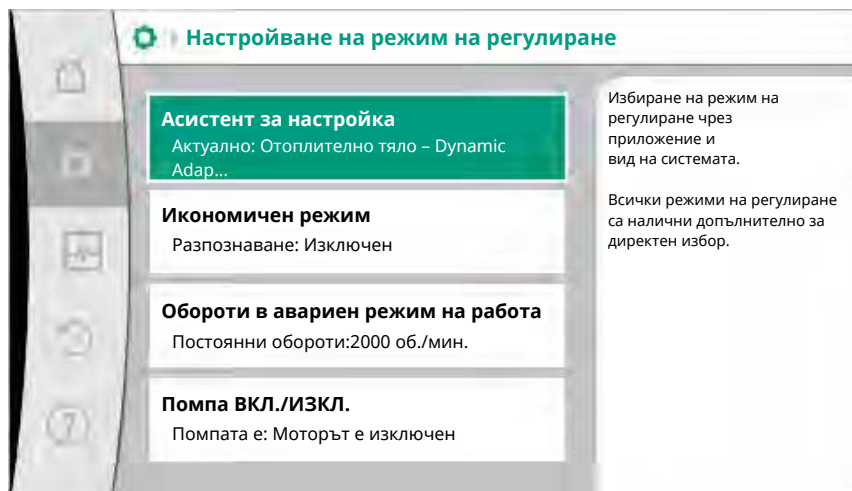 Настройване на режим на регулиране
Асистент за настройка
Актуално: Отоплително тяло – Dynamic
Adap...
Икономичен режим
Разпознаване: Изключен
Обороти в авариен режим на работа
Постоянни обороти:2000 об./мин.
Помпа ВКЛ./ИЗКЛ.
Помпата е: Моторът е изключен
Избиране на режим на
регулиране чрез
приложение и
вид на системата.
Всички режими на регулиране
са налични допълнително за
директен избор.
?